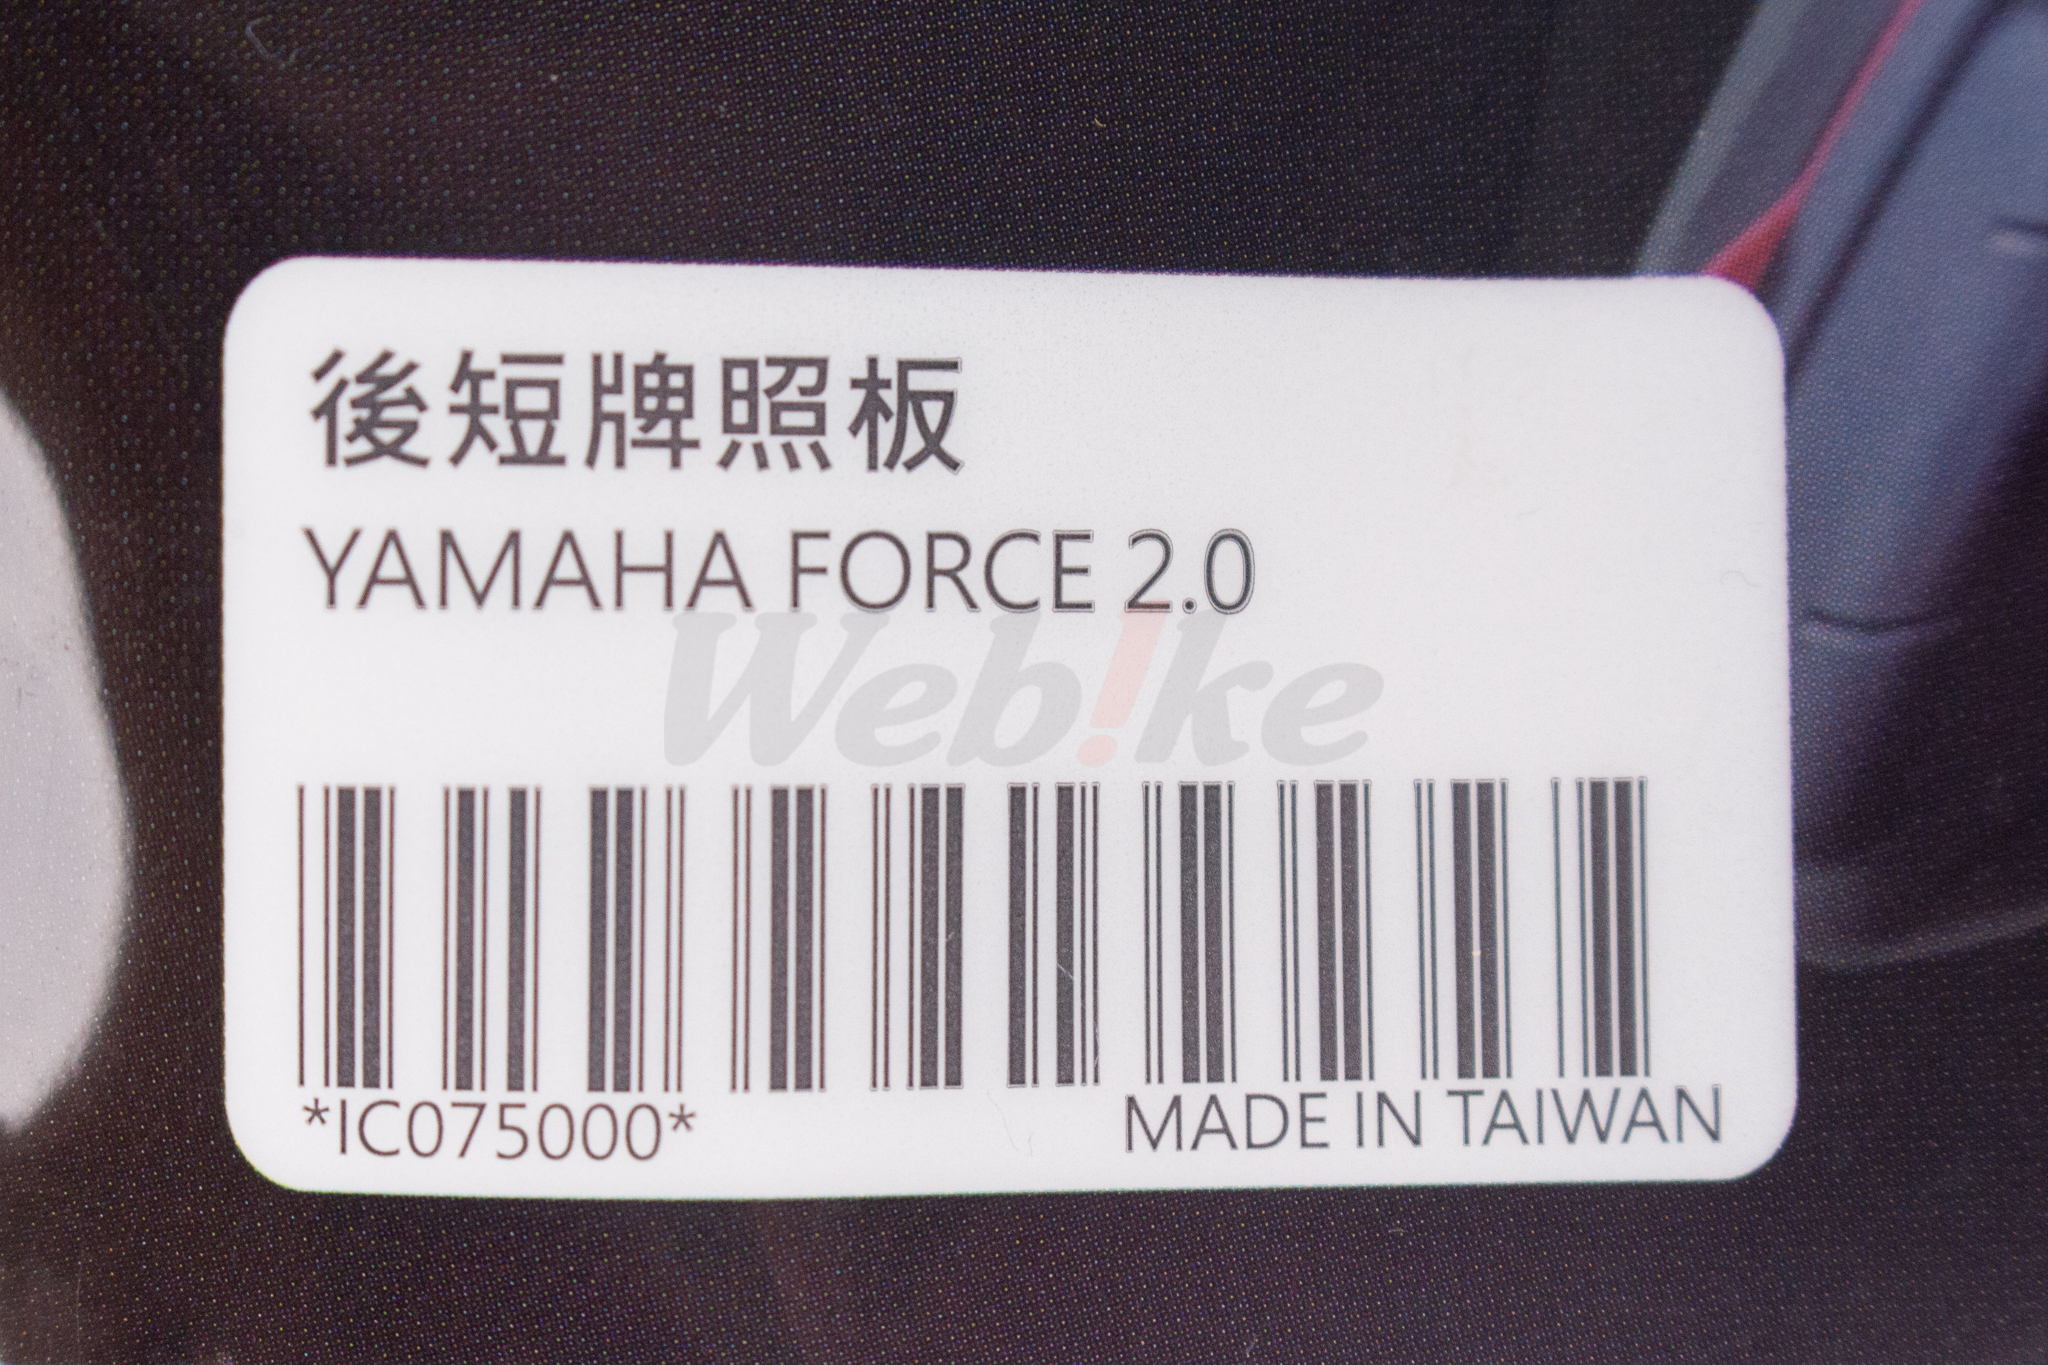 後短牌照板
YAMAHA FORCE 2.0
Web!ke
*IC075000*
MADE IN TAIWAN